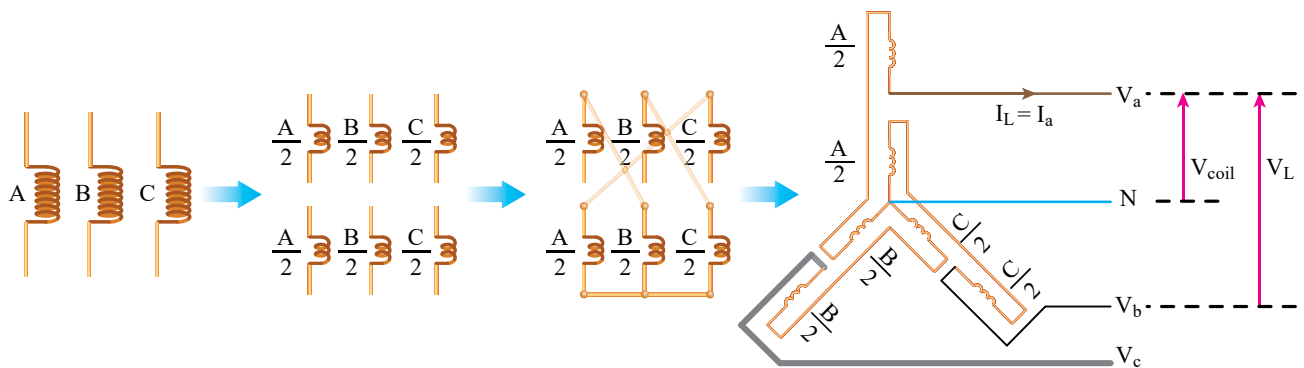 A B C
A/2 B/2 C/2
A/2 B/2 C/2
A/2 B/2 C/2
A/2 B/2 C/2
A/2
A/2
B/2
B/2
C/2
C/2
I_L = I_a
V_a
N
V_b
V_c
V_coil
V_L